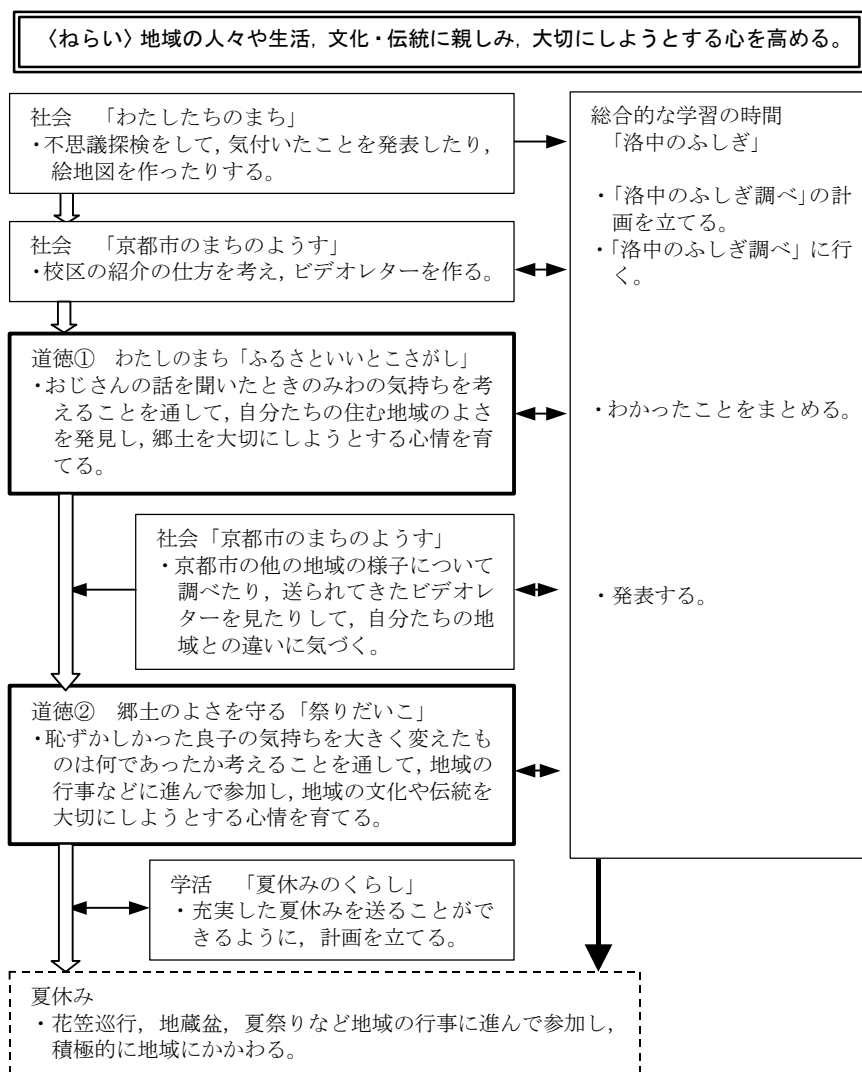 〈ねらい〉地域の人々や生活，文化・伝統に親しみ，大切にしようとする心を高める。
社会　「わたしたちのまち」
・不思議探検をして，気付いたことを発表したり，
絵地図を作ったりする。
社会　「京都市のまちのようす」
・校区の紹介の仕方を考え，ビデオレターを作る。
道徳①　わたしのまち「ふるさといいとこさがし」
・おじさんの話を聞いたときのみわの気持ちを考
えることを通して，自分たちの住む地域のよさ
を発見し，郷土を大切にしようとする心情を育
てる。
社会「京都市のまちのようす」
・京都市の他の地域の様子について
調べたり，送られてきたビデオレ
ターを見たりして，自分たちの地
域との違いに気づく。
道徳②　郷土のよさを守る「祭りだいこ」
・恥ずかしかった良子の気持ちを大きく変えたも
のは何であったか考えることを通して，地域の
行事などに進んで参加し，地域の文化や伝統を
大切にしようとする心情を育てる。
学活　「夏休みのくらし」
・充実した夏休みを送ることがで
きるように，計画を立てる。
総合的な学習の時間
「洛中のふしぎ」
・「洛中のふしぎ調べ」の計
画を立てる。
・「洛中のふしぎ調べ」に行
く。
・わかったことをまとめる。
・発表する。
夏休み
・花笠巡行，地蔵盆，夏祭りなど地域の行事に進んで参加し，
積極的に地域にかかわる。